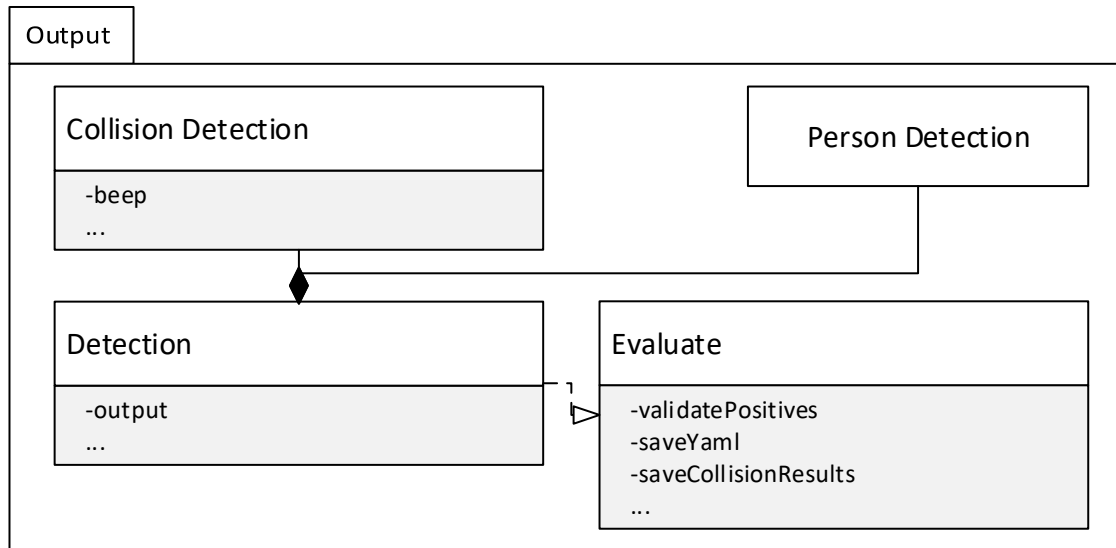 Output
Collision Detection
-beep
...
Person Detection
Detection
-output
...
Evaluate
-validatePositives
-saveYaml
-saveCollisionResults
...